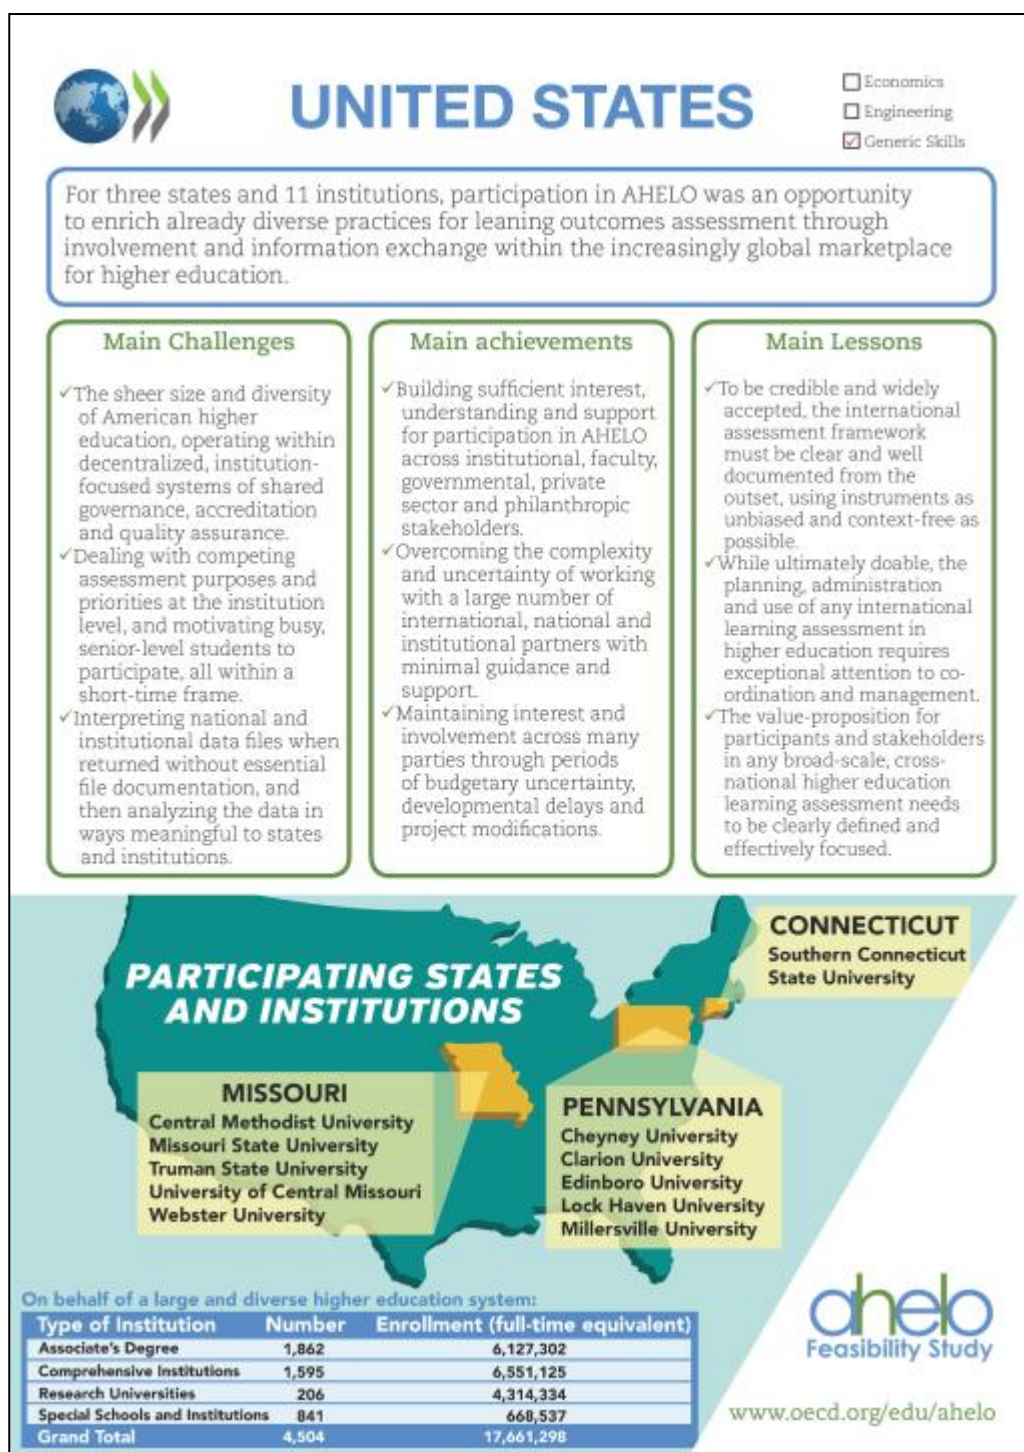 UNITED STATES
Economics
Engineering
Generic Skills
For three states and 11 institutions, participation in AHELO was an opportunity
to enrich already diverse practices for leaning outcomes assessment through
involvement and information exchange within the increasingly global marketplace
for higher education.
Main Challenges
✓The sheer size and diversity
of American higher
education, operating within
decentralized, institution-
focused systems of shared
governance, accreditation
and quality assurance.
✓Dealing with competing
assessment purposes and
priorities at the institution
level, and motivating busy,
senior-level students to
participate, all within a
short-time frame.
✓Interpreting national and
institutional data files when
returned without essential
file documentation, and
then analyzing the data in
ways meaningful to states
and institutions.
Main achievements
✓Building sufficient interest,
understanding and support
for participation in AHELO
across institutional, faculty,
governmental, private
sector and philanthropic
stakeholders.
✓Overcoming the complexity
and uncertainty of working
with a large number of
international, national and
institutional partners with
minimal guidance and
support.
✓Maintaining interest and
involvement across many
parties through periods
of budgetary uncertainty,
developmental delays and
project modifications.
Main Lessons
✓To be credible and widely
accepted, the international
assessment framework
must be clear and well
documented from the
outset, using instruments as
unbiased and context-free as
possible.
✓While ultimately doable, the
planning, administration
and use of any international
learning assessment in
higher education requires
exceptional attention to co-
ordination and management.
✓The value-proposition for
participants and stakeholders
in any broad-scale, cross-
national higher education
learning assessment needs
to be clearly defined and
effectively focused.
PARTICIPATING STATES
AND INSTITUTIONS
CONNECTICUT
Southern Connecticut
State University
MISSOURI
Central Methodist University
Missouri State University
Truman State University
University of Central Missouri
Webster University
PENNSYLVANIA
Cheyney University
Clarion University
Edinboro University
Lock Haven University
Millersville University
On behalf of a large and diverse higher education system:
Type of Institution Number Enrollment (full-time equivalent)
Associate's Degree 1,862 6,127,302
Comprehensive Institutions 1,595 6,551,125
Research Universities 206 4,314,334
Special Schools and Institutions 841 668,537
Grand Total 4,504 17,661,298
ahelo
Feasibility Study
www.oecd.org/edu/ahelo